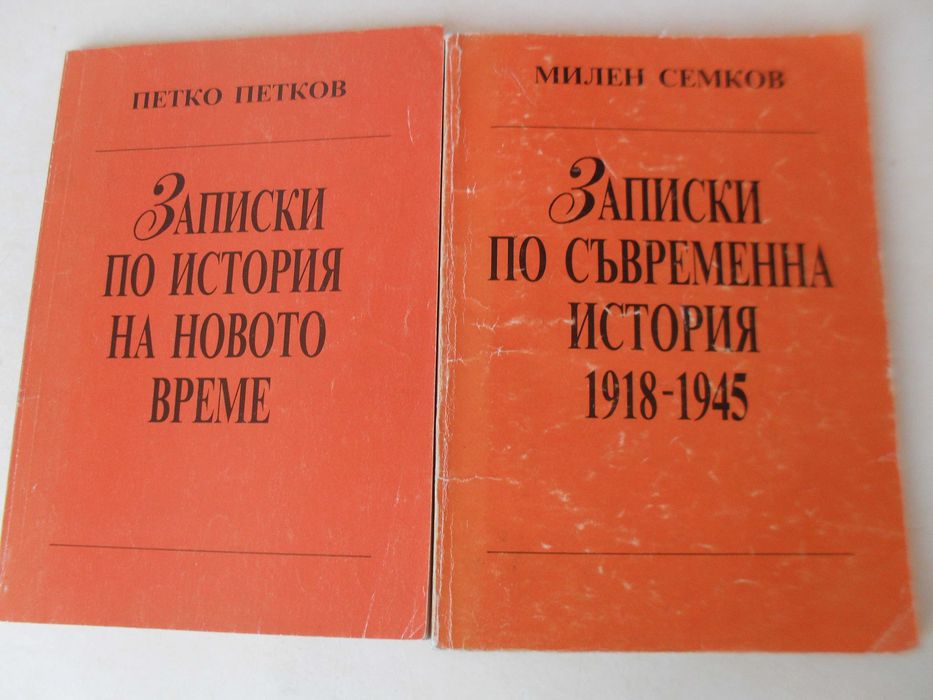 ПЕТКО ПЕТКОВ
ЗАПИСКИ
ПО ИСТОРИЯ
НА НОВОТО
ВРЕМЕ
МИЛЕН СЕМКОВ
ЗАПИСКИ
ПО СЪВРЕМЕННА
ИСТОРИЯ
1918-1945